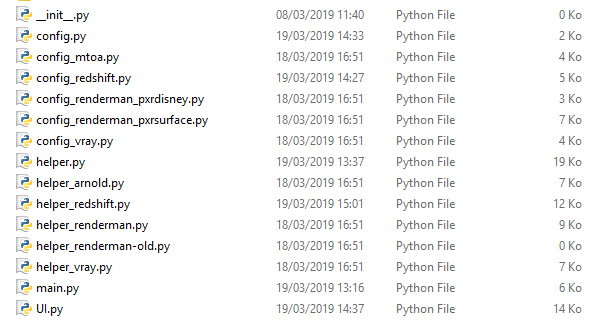 __init__.py 08/03/2019 11:40 Python File 0 Ko
config.py 19/03/2019 14:33 Python File 2 Ko
config_mtoa.py 18/03/2019 16:51 Python File 4 Ko
config_redshift.py 19/03/2019 14:27 Python File 5 Ko
config_renderman_pxrdisney.py 18/03/2019 16:51 Python File 3 Ko
config_renderman_pxrsurface.py 18/03/2019 16:51 Python File 7 Ko
config_vray.py 18/03/2019 16:51 Python File 4 Ko
helper.py 19/03/2019 13:37 Python File 19 Ko
helper_arnold.py 18/03/2019 16:51 Python File 7 Ko
helper_redshift.py 19/03/2019 15:01 Python File 12 Ko
helper_renderman.py 18/03/2019 16:51 Python File 9 Ko
helper_renderman-old.py 18/03/2019 16:51 Python File 0 Ko
helper_vray.py 18/03/2019 16:51 Python File 7 Ko
main.py 19/03/2019 13:16 Python File 6 Ko
UI.py 19/03/2019 14:37 Python File 14 Ko